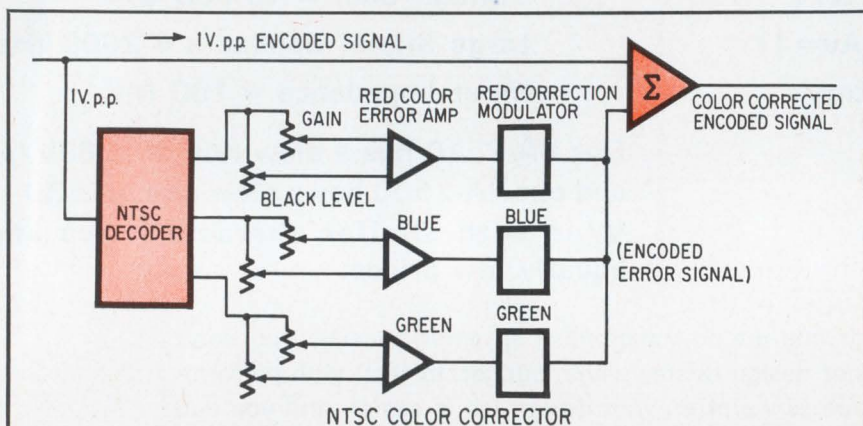 1V. p.p. ENCODED SIGNAL
1V. p.p.
NTSC
DECODER
GAIN
BLACK LEVEL
RED COLOR
ERROR AMP
RED CORRECTION
MODULATOR
BLUE
BLUE
GREEN
GREEN
(ENCODED
ERROR SIGNAL)
Σ
COLOR CORRECTED
ENCODED SIGNAL
NTSC COLOR CORRECTOR